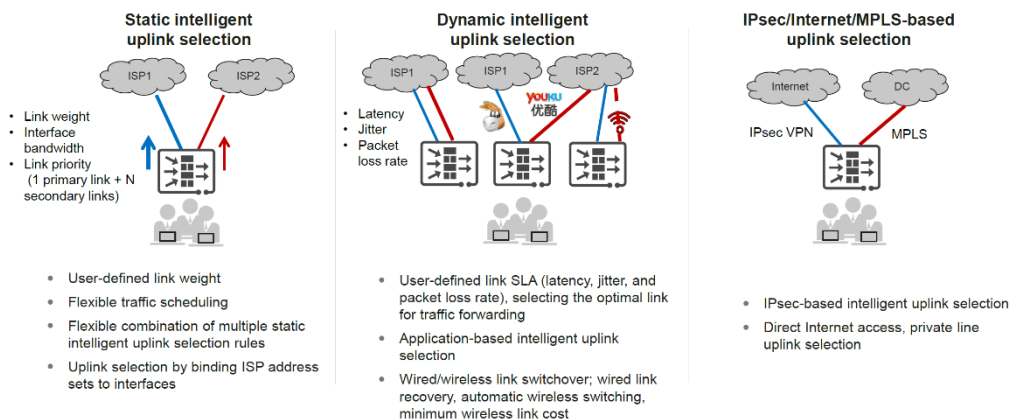 Static intelligent
uplink selection
ISP1
ISP2
• Link weight
• Interface
bandwidth
• Link priority
(1 primary link + N
secondary links)
• User-defined link weight
• Flexible traffic scheduling
• Flexible combination of multiple static
intelligent uplink selection rules
• Uplink selection by binding ISP address
sets to interfaces
Dynamic intelligent
uplink selection
ISP1
ISP1
ISP2
• Latency
• Jitter
• Packet
loss rate
YOUKU
优酷
• User-defined link SLA (latency, jitter, and
packet loss rate), selecting the optimal link
for traffic forwarding
• Application-based intelligent uplink
selection
• Wired/wireless link switchover; wired link
recovery, automatic wireless switching,
minimum wireless link cost
IPsec/Internet/MPLS-based
uplink selection
Internet
DC
IPsec VPN
MPLS
• IPsec-based intelligent uplink selection
• Direct Internet access, private line
uplink selection